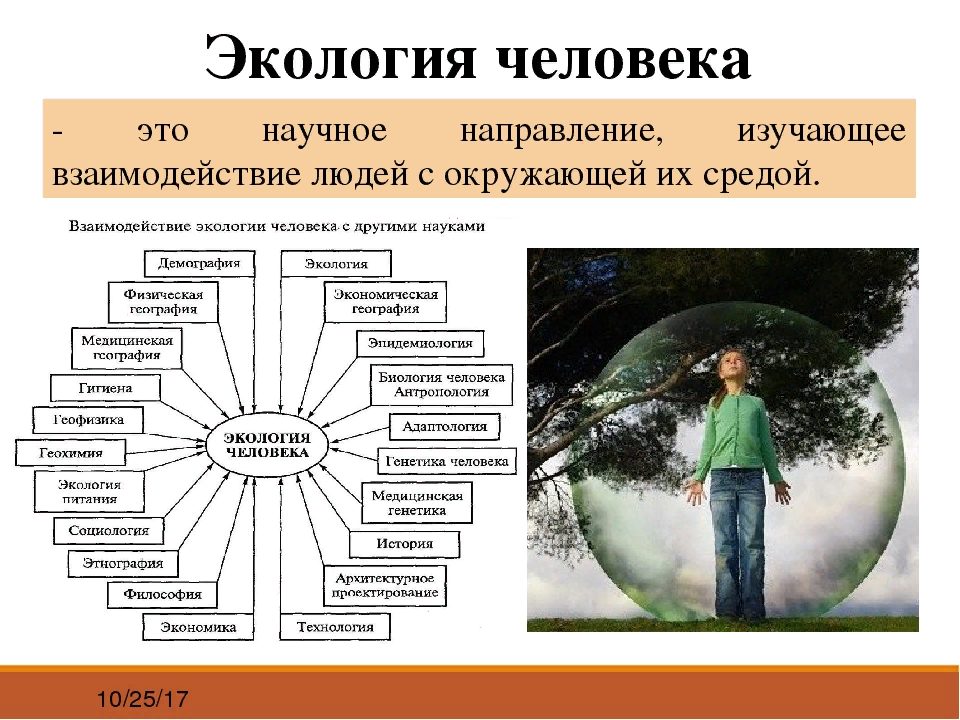 Экология человека
- это научное направление, изучающее
взаимодействие людей с окружающей их средой.
Взаимодействие экологии человека с другими науками
Демография
Физическая
география
Медицинская
география
Гигиена
Геофизика
Геохимия
Экология
питания
Социология
Этнография
Философия
Экономика
ЭКОЛОГИЯ
ЧЕЛОВЕКА
Экология
Экономическая
география
Эпидемиология
Биология человека
Антропология
Адаптология
Генетика человека
Медицинская
генетика
История
Архитектурное
проектирование
Технология
10/25/17